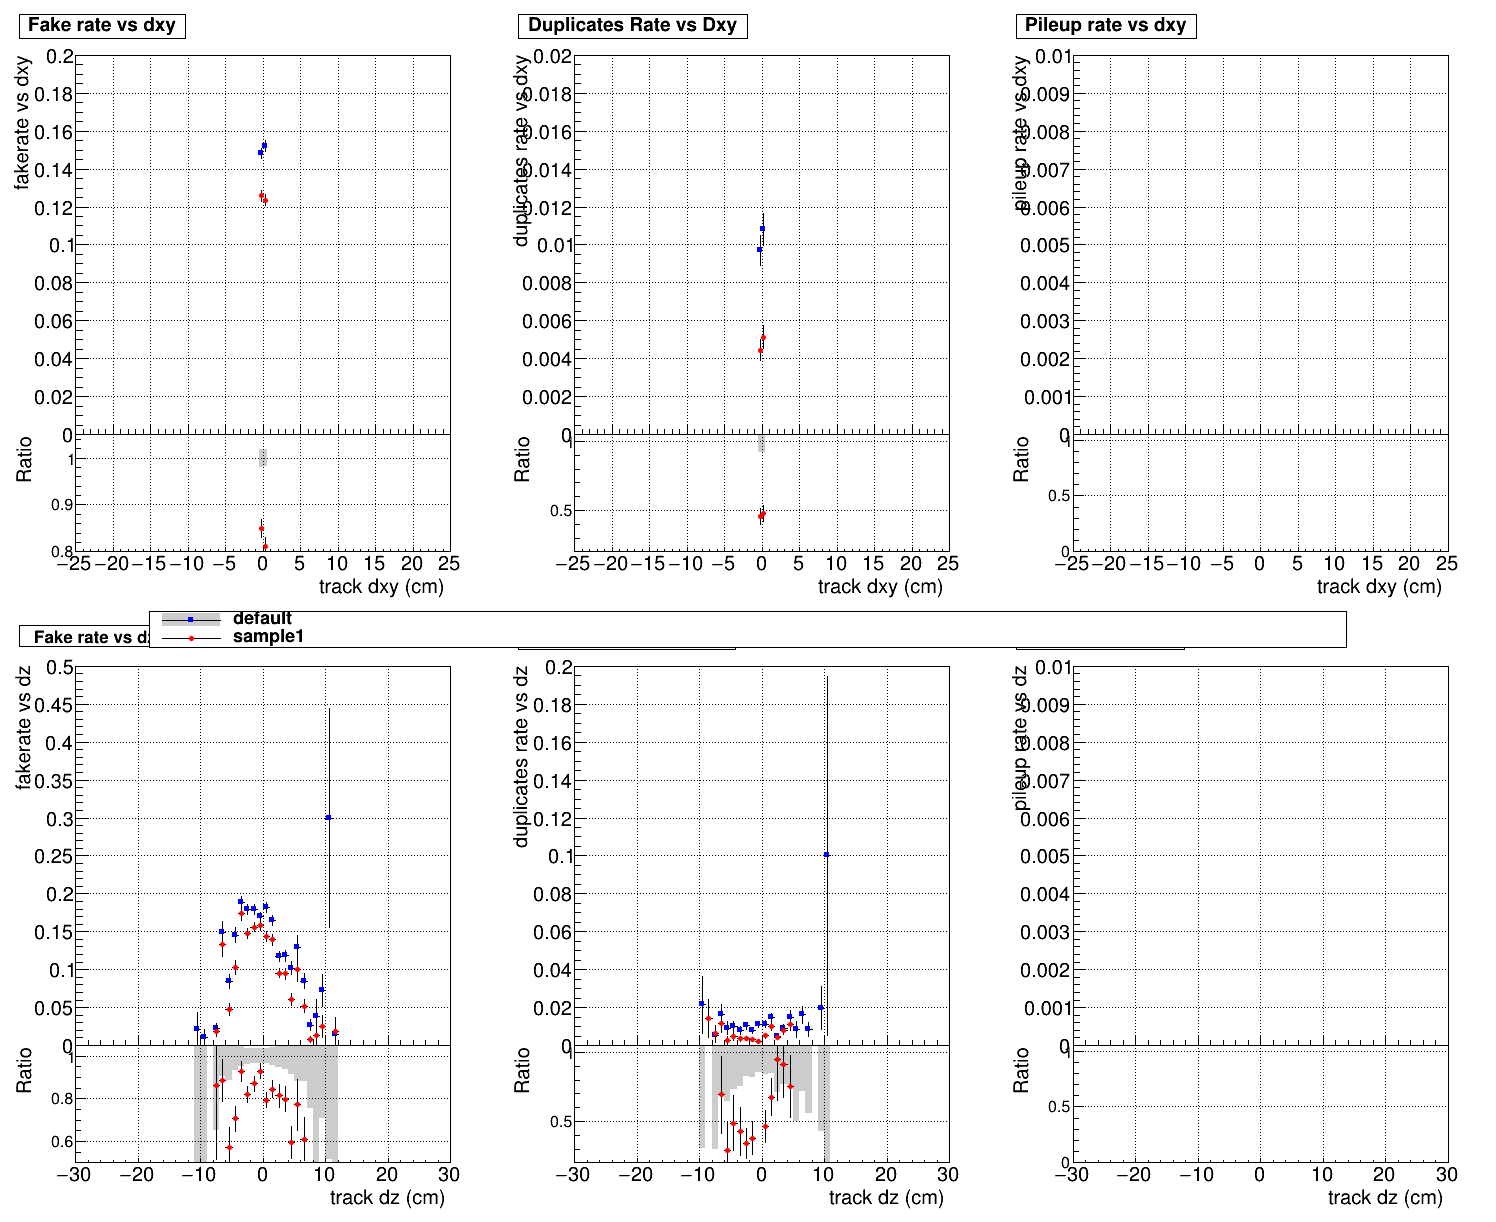 Fake rate vs dxy
fakerate vs dxy
0.2
0.18
0.16
0.14
0.12
0.1
0.08
0.06
0.04
0.02
0
Ratio
1
0.9
0.8
−25 −20 −15 −10 −5 0 5 10 15 20 25
track dxy (cm)
Duplicates Rate vs Dxy
duplicates rate vs dxy
0.02
0.018
0.016
0.014
0.012
0.01
0.008
0.006
0.004
0.002
0
Ratio
1
0.5
−25 −20 −15 −10 −5 0 5 10 15 20 25
track dxy (cm)
Pileup rate vs dxy
pileup rate vs dxy
0.01
0.009
0.008
0.007
0.006
0.005
0.004
0.003
0.002
0.001
0
Ratio
1
0.5
0
−25 −20 −15 −10 −5 0 5 10 15 20 25
track dxy (cm)
default
sample1
Fake rate vs dz
fakerate vs dz
0.5
0.45
0.4
0.35
0.3
0.25
0.2
0.15
0.1
0.05
0
Ratio
1
0.8
0.6
−30 −20 −10 0 10 20 30
track dz (cm)
duplicates rate vs dz
0.2
0.18
0.16
0.14
0.12
0.1
0.08
0.06
0.04
0.02
0
Ratio
1
0.5
−30 −20 −10 0 10 20 30
track dz (cm)
pileup rate vs dz
0.01
0.009
0.008
0.007
0.006
0.005
0.004
0.003
0.002
0.001
0
Ratio
1
0.5
0
−30 −20 −10 0 10 20 30
track dz (cm)